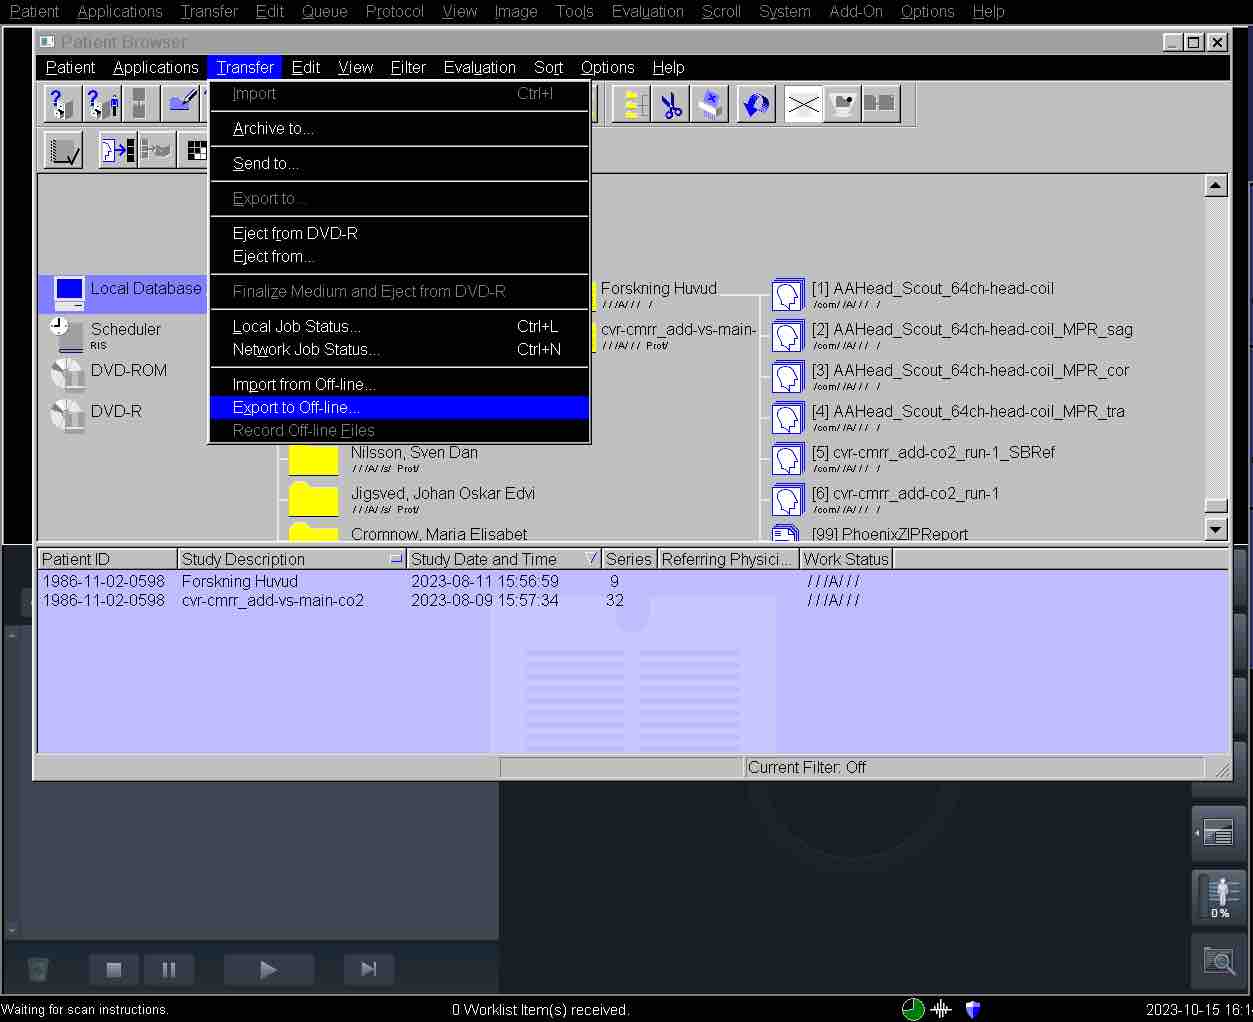 Patient Applications Transfer Edit Queue Protocol View Image Tools Evaluation Scroll System Add-On Options Help
Patient Browser
Patient Applications Transfer Edit View Filter Evaluation Sort Options Help
Import Ctrl+I
Archive to...
Send to...
Export to...
Eject from DVD-R
Eject from...
Finalize Medium and Eject from DVD-R
Local Job Status... Ctrl+L
Network Job Status... Ctrl+N
Import from Off-line...
Export to Off-line...
Record Off-line Files
Local Database
Scheduler
RIS
DVD-ROM
DVD-R
Nilsson, Sven Dan
///A//s/ Prot/
Jigsved, Johan Oskar Edvi
///A//s/ Prot/
Cromnow, Maria Elisabet
Forskning Huvud
///A/// /
cvr-cmrr_add-vs-main-
///A/// Prot/
[1] AAHead_Scout_64ch-head-coil
/com/ /A/// /
[2] AAHead_Scout_64ch-head-coil_MPR_sag
/com/ /A/// /
[3] AAHead_Scout_64ch-head-coil_MPR_cor
/com/ /A/// /
[4] AAHead_Scout_64ch-head-coil_MPR_tra
/com/ /A/// /
[5] cvr-cmrr_add-co2_run-1_SBRef
/com/ /A/// /
[6] cvr-cmrr_add-co2_run-1
/com/ /A/// /
[99] PhoenixZIPReport
Patient ID Study Description Study Date and Time Series Referring Physici... Work Status
1986-11-02-0598 Forskning Huvud 2023-08-11 15:56:59 9 ///A///
1986-11-02-0598 cvr-cmrr_add-vs-main-co2 2023-08-09 15:57:34 32 ///A///
Current Filter: Off
0%
Waiting for scan instructions. 0 Worklist Item(s) received. 2023-10-15 16:1